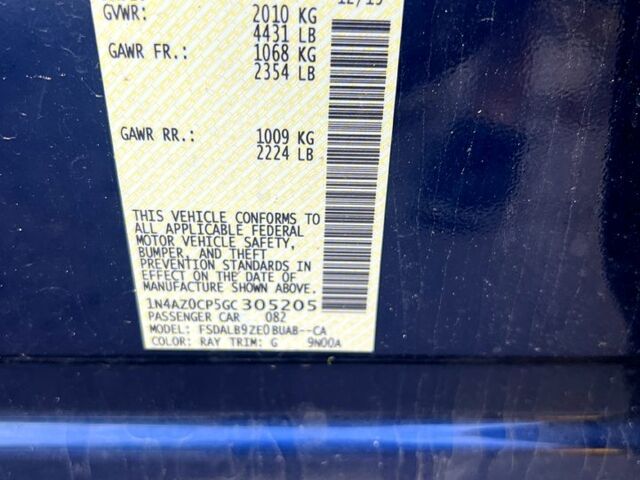 GVWR: 2010 KG
4431 LB
GAWR FR.: 1068 KG
2354 LB
GAWR RR.: 1009 KG
2224 LB
THIS VEHICLE CONFORMS TO
ALL APPLICABLE FEDERAL
MOTOR VEHICLE SAFETY,
BUMPER, AND THEFT
PREVENTION STANDARDS IN
EFFECT ON THE DATE OF
MANUFACTURE SHOWN ABOVE.
1N4AZ0CP5GC305205
PASSENGER CAR 082
MODEL: FSDALB9ZE0BUAB--CA
COLOR: RAY TRIM: G 9N00A